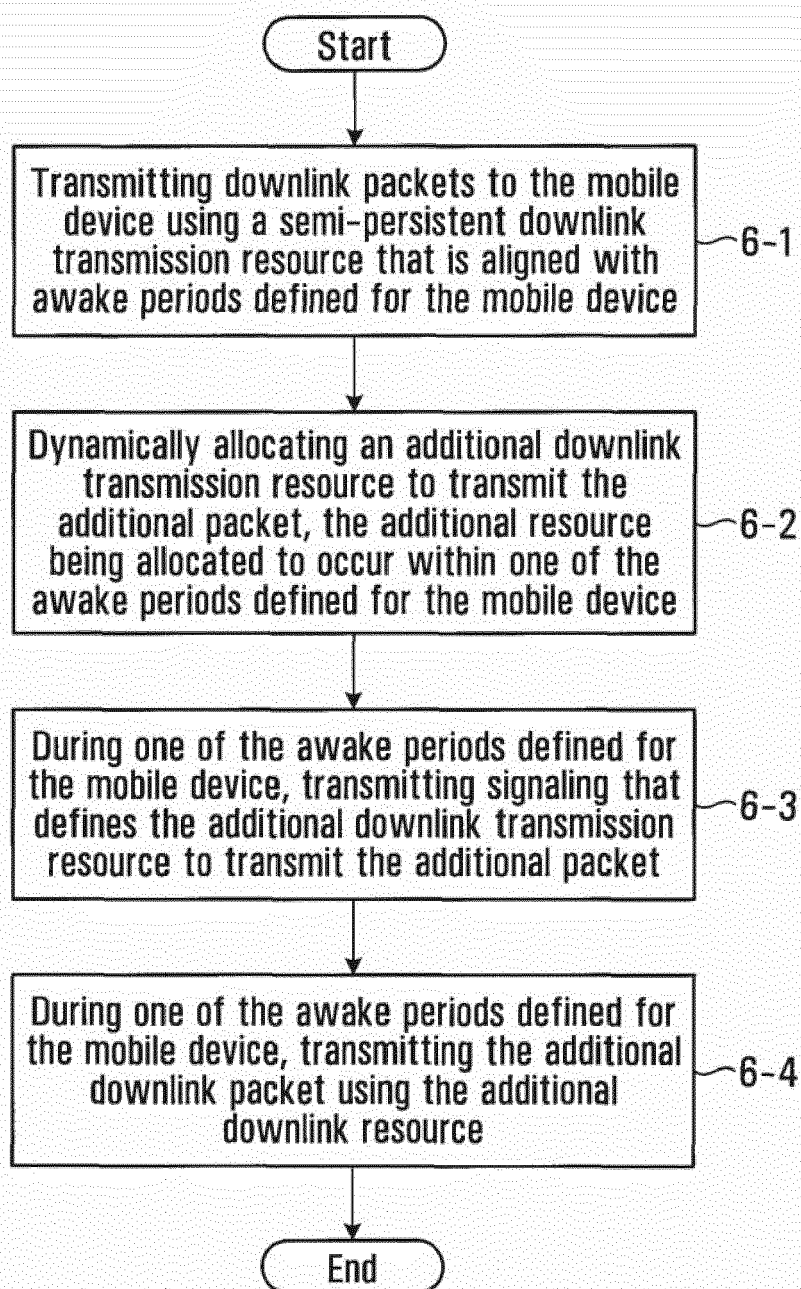 Start
Transmitting downlink packets to the mobile
device using a semi-persistent downlink
transmission resource that is aligned with
awake periods defined for the mobile device
6-1
Dynamically allocating an additional downlink
transmission resource to transmit the
additional packet, the additional resource
being allocated to occur within one of the
awake periods defined for the mobile device
6-2
During one of the awake periods defined for
the mobile device, transmitting signaling that
defines the additional downlink transmission
resource to transmit the additional packet
6-3
During one of the awake periods defined for
the mobile device, transmitting the additional
downlink packet using the additional
downlink resource
6-4
End